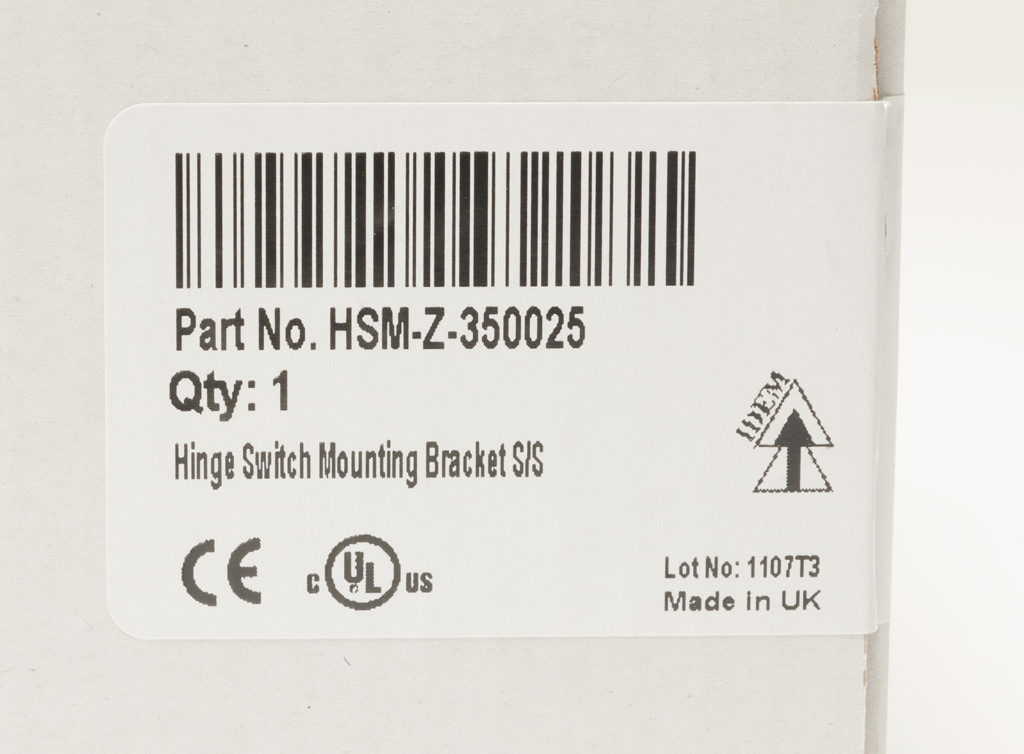 Part No. HSM-Z-350025
Qty: 1
Hinge Switch Mounting Bracket S/S
IDEM
CE
c UL us
Lot No: 1107T3
Made in UK